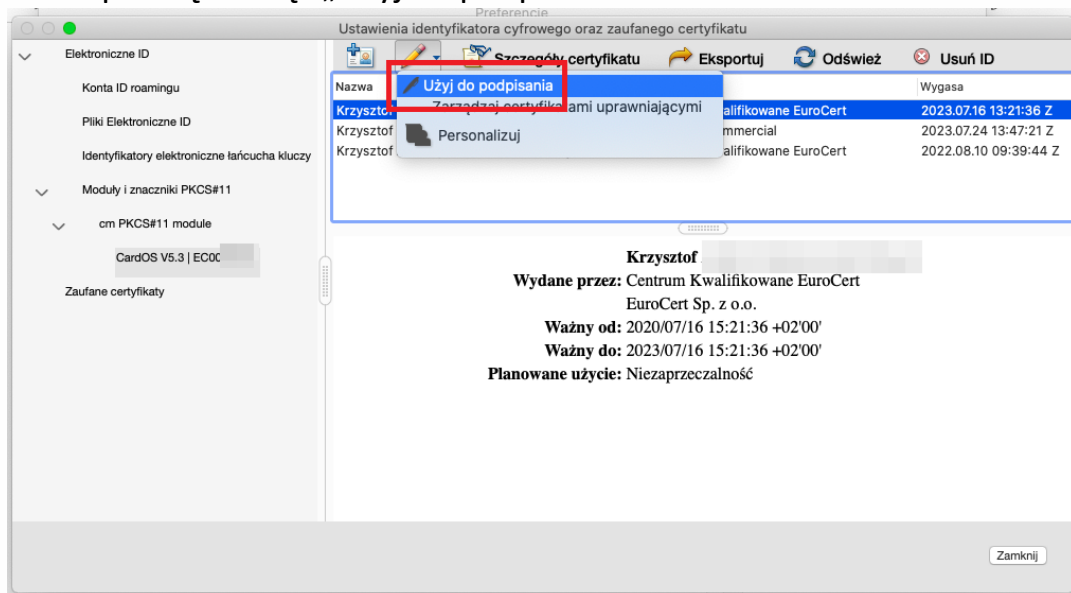 Preferencje
Ustawienia identyfikatora cyfrowego oraz zaufanego certyfikatu
Elektroniczne ID
Konta ID roamingu
Pliki Elektroniczne ID
Identyfikatory elektroniczne łańcucha kluczy
Moduły i znaczniki PKCS#11
cm PKCS#11 module
CardOS V5.3 | EC00
Zaufane certyfikaty
Szczegóły certyfikatu Eksportuj Odśwież Usuń ID
Nazwa Wygasa
Użyj do podpisania
Zarządzaj certyfikatami uprawniającymi
Personalizuj
Krzysztof alifikowane EuroCert 2023.07.16 13:21:36 Z
Krzysztof mmercial 2023.07.24 13:47:21 Z
Krzysztof alifikowane EuroCert 2022.08.10 09:39:44 Z
Krzysztof
Wydane przez: Centrum Kwalifikowane EuroCert
EuroCert Sp. z o.o.
Ważny od: 2020/07/16 15:21:36 +02'00'
Ważny do: 2023/07/16 15:21:36 +02'00'
Planowane użycie: Niezaprzeczalność
Zamknij